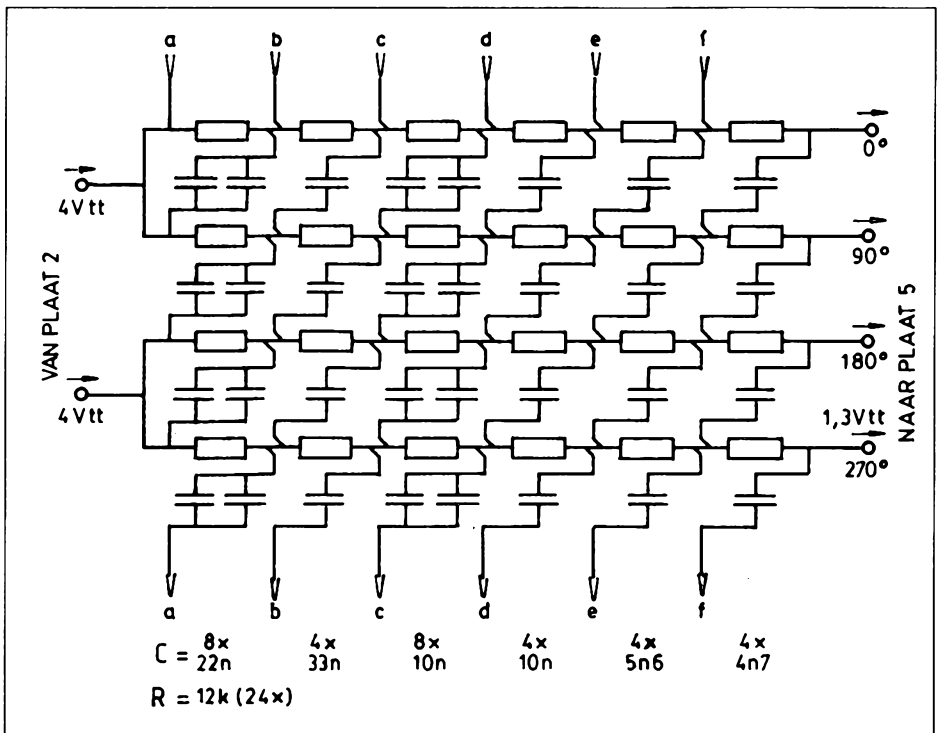 a b c d e f
0°
4Vtt
90°
VAN PLAAT 2
180°
NAAR PLAAT 5
4Vtt
1,3Vtt
270°
a b c d e f
C = 8x 22n 4x 33n 8x 10n 4x 10n 4x 5n6 4x 4n7
R = 12k (24x)